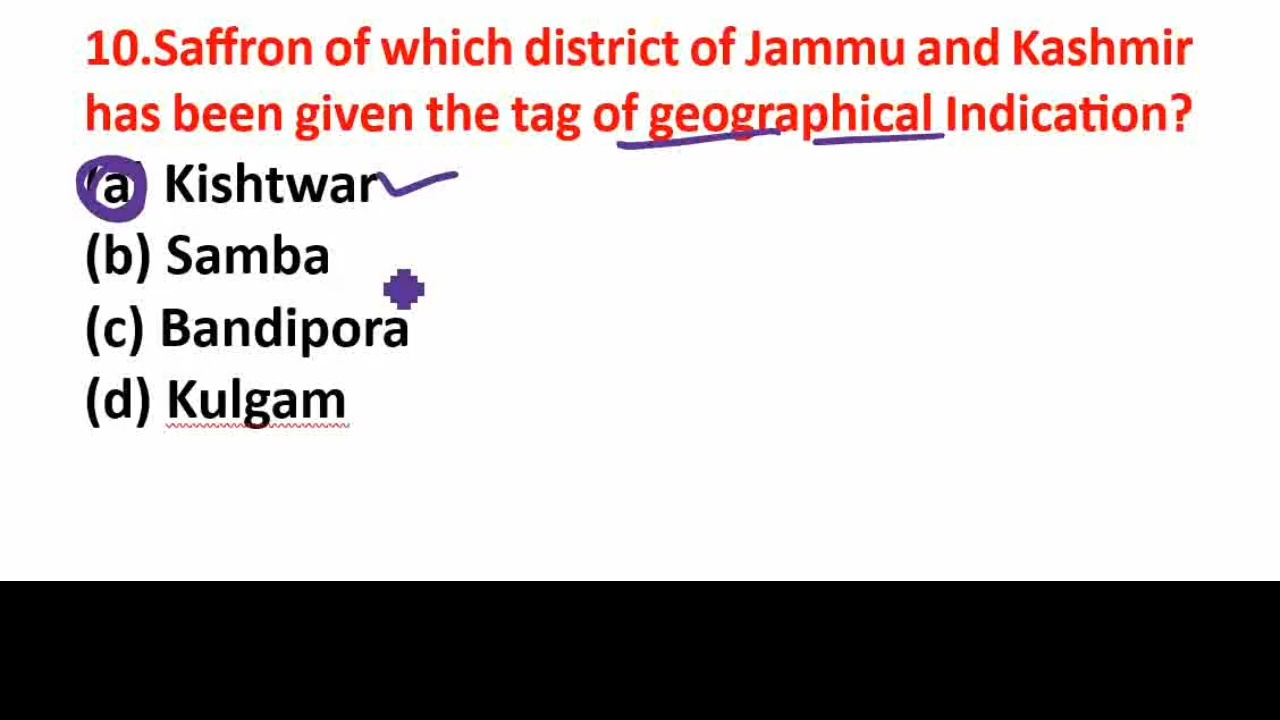 10.Saffron of which district of Jammu and Kashmir
has been given the tag of geographical Indication?
(a) Kishtwar
(b) Samba
(c) Bandipora
(d) Kulgam